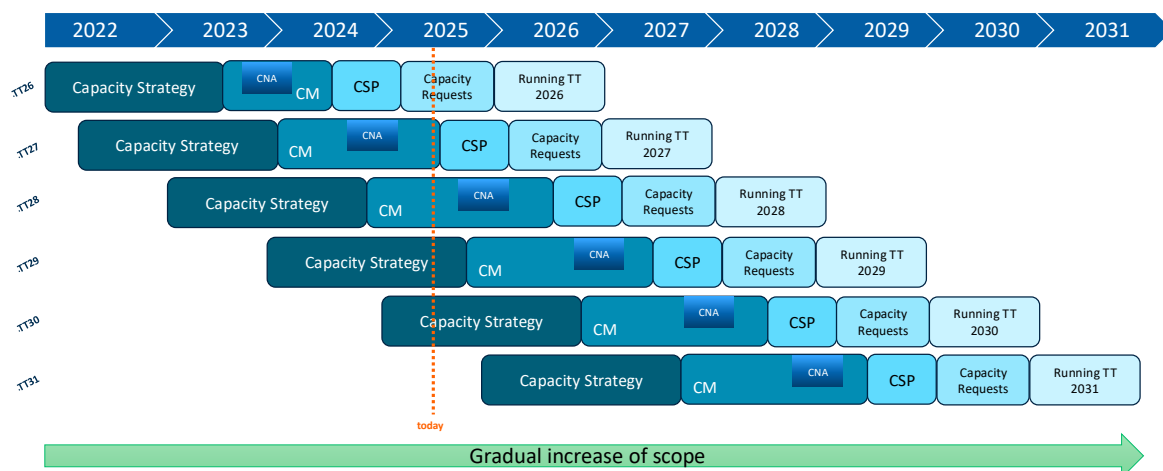 2022 2023 2024 2025 2026 2027 2028 2029 2030 2031
TT26
Capacity Strategy CNA CM CSP Capacity Requests Running TT 2026
TT27
Capacity Strategy CM CNA CSP Capacity Requests Running TT 2027
TT28
Capacity Strategy CM CNA CSP Capacity Requests Running TT 2028
TT29
Capacity Strategy CM CNA CSP Capacity Requests Running TT 2029
TT30
Capacity Strategy CM CNA CSP Capacity Requests Running TT 2030
TT31
Capacity Strategy CM CNA CSP Capacity Requests Running TT 2031
today
Gradual increase of scope